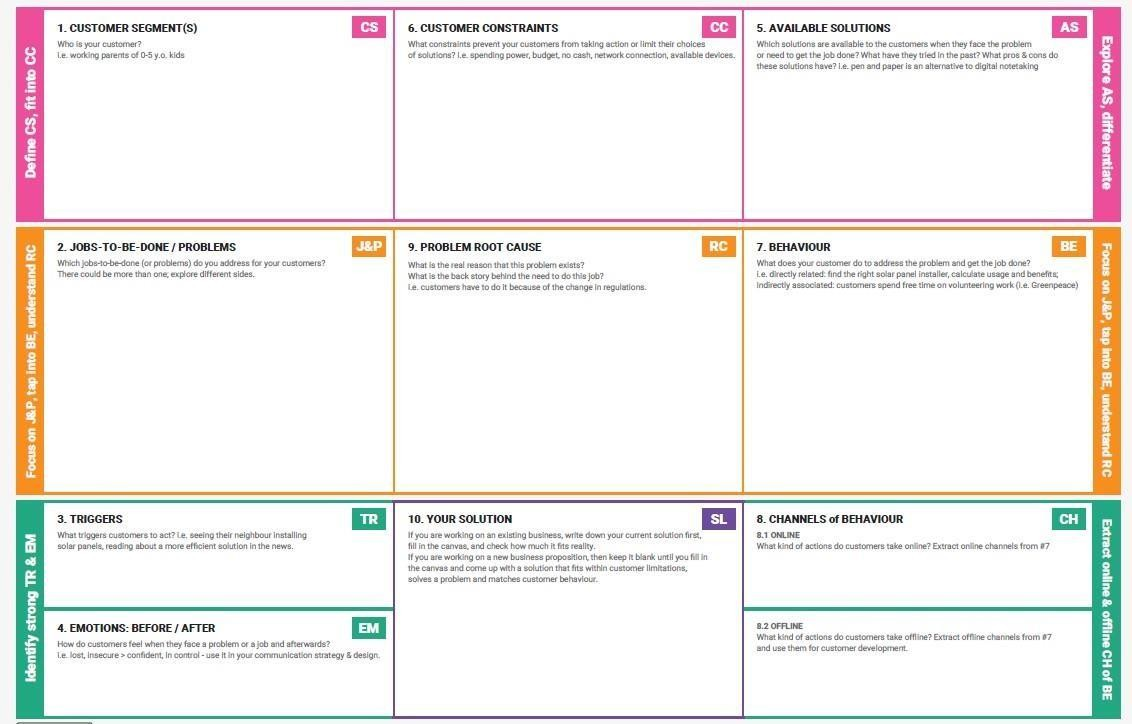 Define CS, fit into CC
1. CUSTOMER SEGMENT(S)
CS
Who is your customer?
i.e. working parents of 0-5 y.o. kids
6. CUSTOMER CONSTRAINTS
CC
What constraints prevent your customers from taking action or limit their choices
of solutions? i.e. spending power, budget, no cash, network connection, available devices.
5. AVAILABLE SOLUTIONS
AS
Which solutions are available to the customers when they face the problem
or need to get the job done? What have they tried in the past? What pros & cons do
these solutions have? i.e. pen and paper is an alternative to digital notetaking
Explore AS, differentiate
Focus on J&P, tap into BE, understand RC
2. JOBS-TO-BE-DONE / PROBLEMS
J&P
Which jobs-to-be-done (or problems) do you address for your customers?
There could be more than one; explore different sides.
9. PROBLEM ROOT CAUSE
RC
What is the real reason that this problem exists?
What is the back story behind the need to do this job?
i.e. customers have to do it because of the change in regulations.
7. BEHAVIOUR
BE
What does your customer do to address the problem and get the job done?
i.e. directly related: find the right solar panel installer, calculate usage and benefits;
indirectly associated: customers spend free time on volunteering work (i.e. Greenpeace)
Focus on J&P, tap into BE, understand RC
Identify strong TR & EM
3. TRIGGERS
TR
What triggers customers to act? i.e. seeing their neighbour installing
solar panels, reading about a more efficient solution in the news.
4. EMOTIONS: BEFORE / AFTER
EM
How do customers feel when they face a problem or a job and afterwards?
i.e. lost, insecure > confident, in control - use it in your communication strategy & design.
10. YOUR SOLUTION
SL
If you are working on an existing business, write down your current solution first,
fill in the canvas, and check how much it fits reality.
If you are working on a new business proposition, then keep it blank until you fill in
the canvas and come up with a solution that fits within customer limitations,
solves a problem and matches customer behaviour.
8. CHANNELS of BEHAVIOUR
CH
8.1 ONLINE
What kind of actions do customers take online? Extract online channels from #7
8.2 OFFLINE
What kind of actions do customers take offline? Extract offline channels from #7
and use them for customer development.
Extract online & offline CH of BE